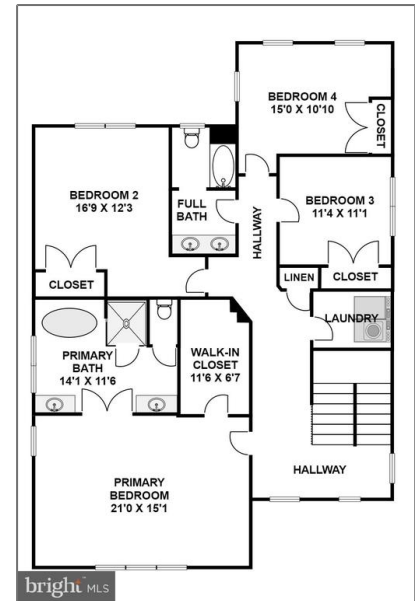 BEDROOM 4
15'0 X 10'10
CLOSET
BEDROOM 2
16'9 X 12'3
FULL
BATH
HALLWAY
BEDROOM 3
11'4 X 11'1
CLOSET
LINEN
CLOSET
LAUNDRY
PRIMARY
BATH
14'1 X 11'6
WALK-IN
CLOSET
11'6 X 6'7
HALLWAY
PRIMARY
BEDROOM
21'0 X 15'1
bright MLS